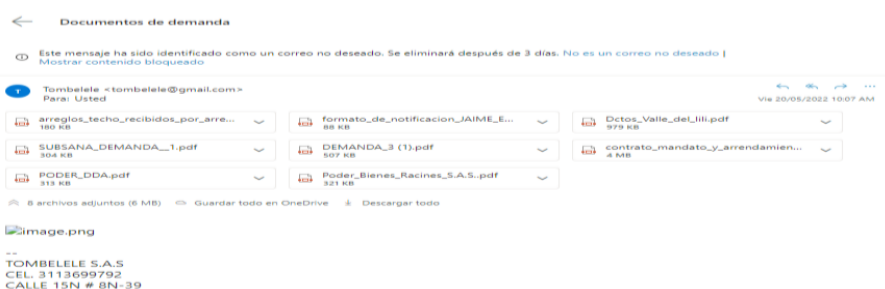 Documentos de demanda
Este mensaje ha sido identificado como un correo no deseado. Se eliminará después de 3 días. No es un correo no deseado |
Mostrar contenido bloqueado
T
Tombelele <tombelele@gmail.com>
Para: Usted
Vie 20/05/2022 10:07 AM
arreglos_techo_recibidos_por_arre...
180 KB
formato_de_notificacion_JAIME_E...
88 KB
Dctos_Valle_del_lili.pdf
979 KB
SUBSANA_DEMANDA__1.pdf
304 KB
DEMANDA_3 (1).pdf
507 KB
contrato_mandato_y_arrendamien...
4 MB
PODER_DDA.pdf
313 KB
Poder_Bienes_Racines_S.A.S..pdf
321 KB
8 archivos adjuntos (6 MB) Guardar todo en OneDrive Descargar todo
image.png
--
TOMBELELE S.A.S
CEL. 3113699792
CALLE 15N # 8N-39